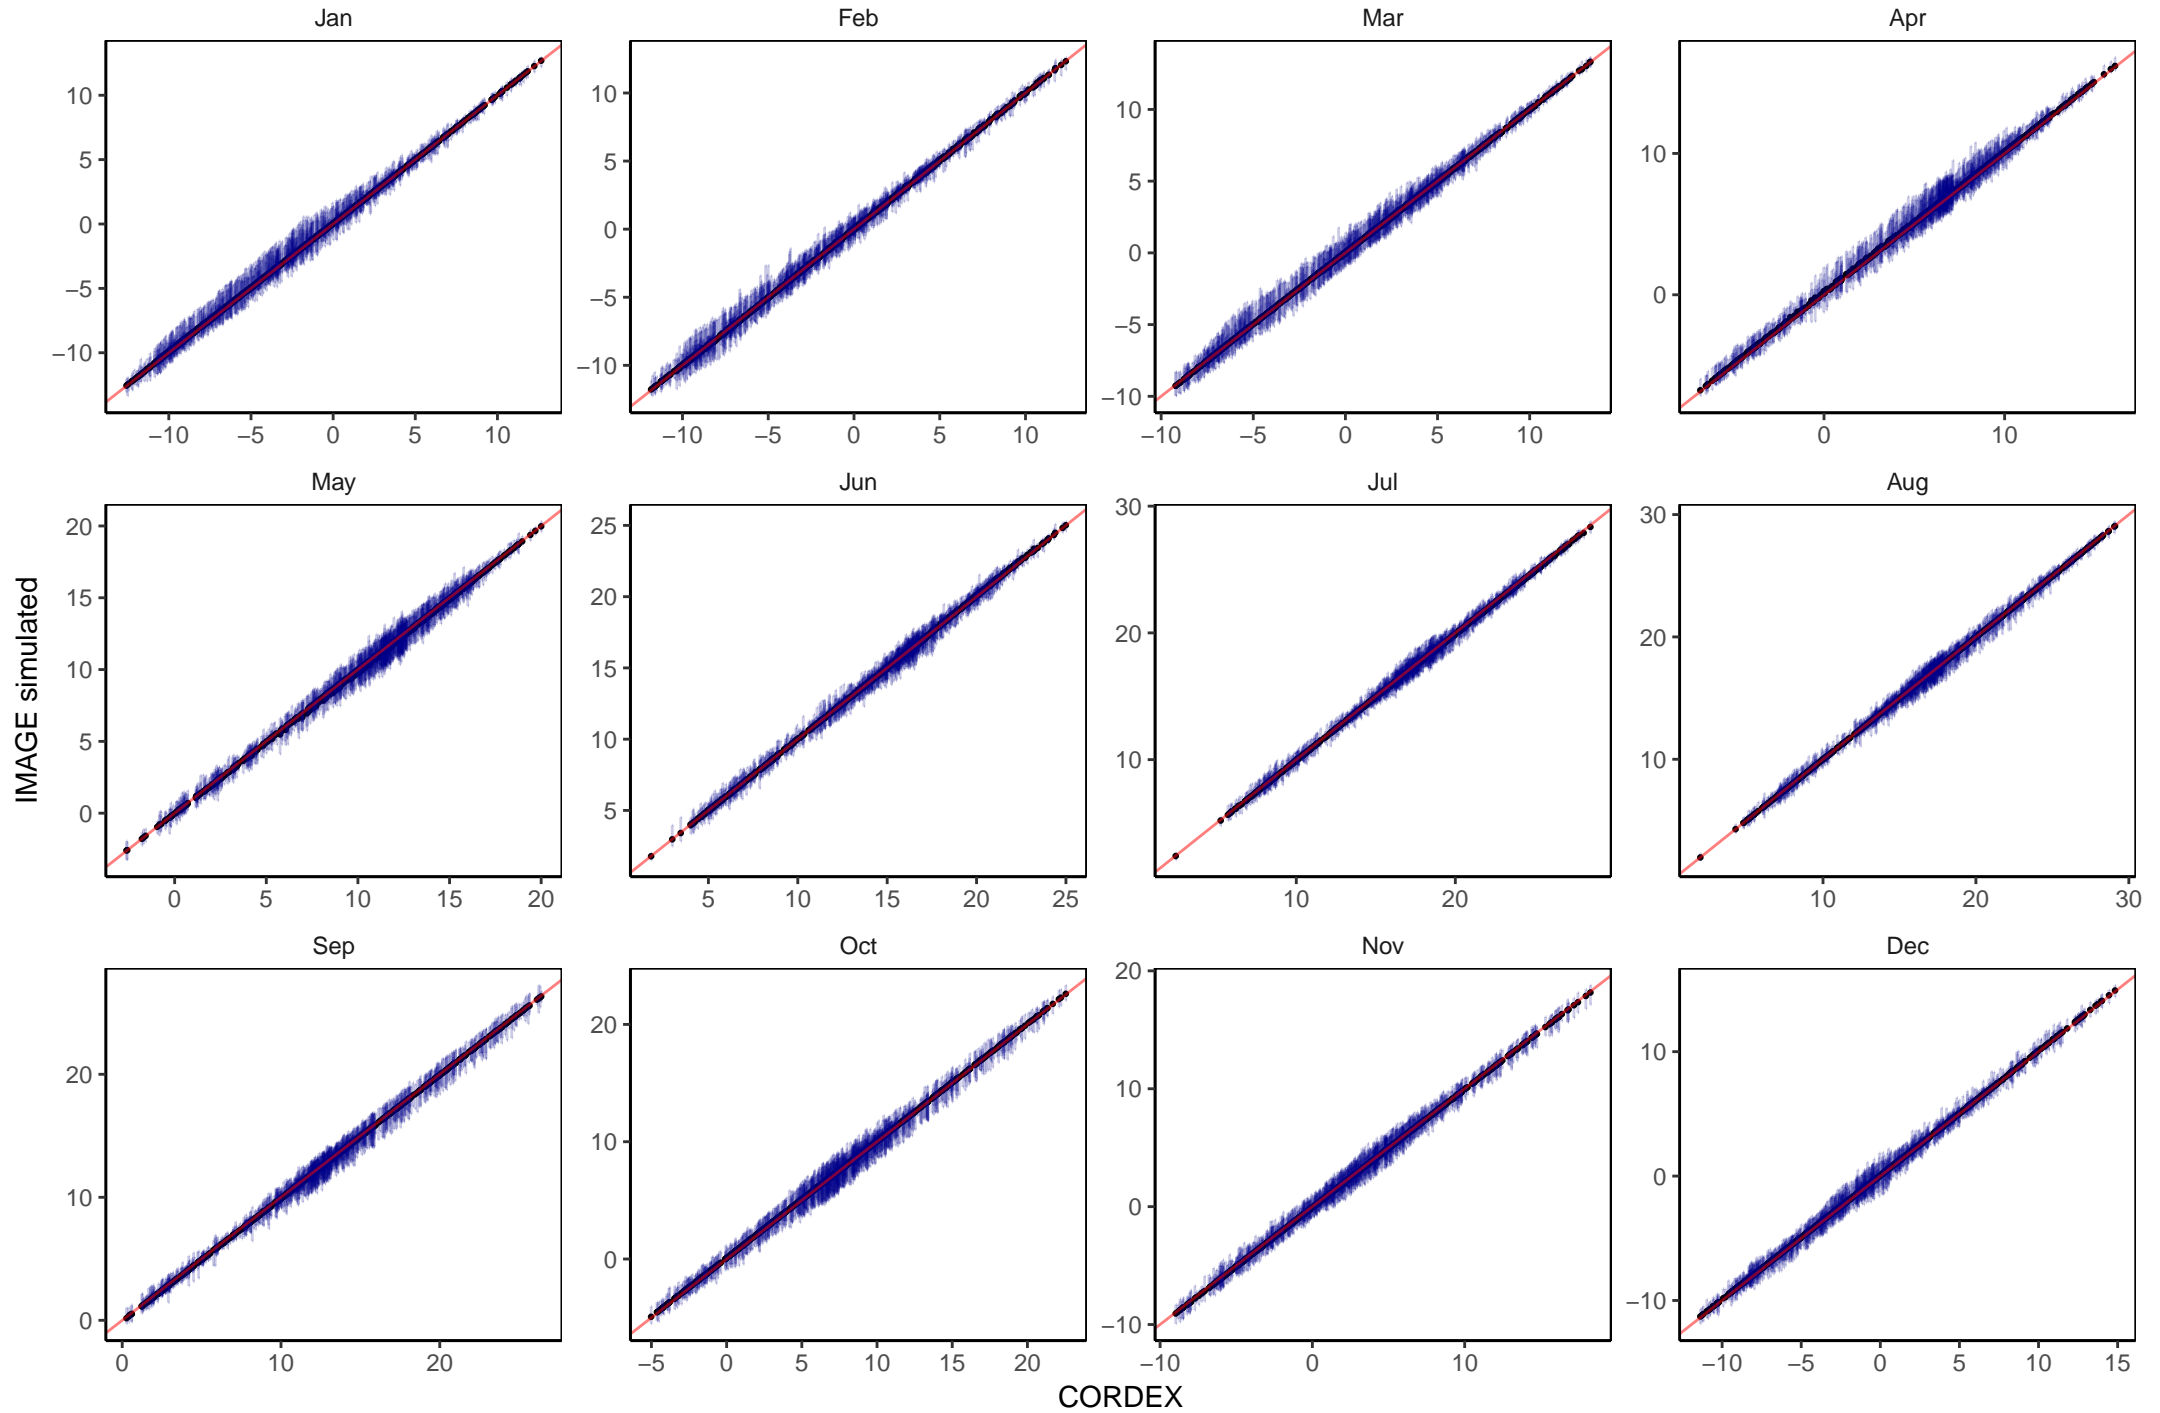 Jan Feb Mar Apr
10 10 10 10
5 5 5
0 0 0 0
−5 −5 −5
−10 −10 −10
−10 −5 0 5 10 −10 −5 0 5 10 −10 −5 0 5 10 0 10
May Jun Jul Aug
20 25 30 30
15 20 20 20
10 15 10 10
5 10
0 5
0 5 10 15 20 5 10 15 20 25 10 20 10 20 30
Sep Oct Nov Dec
20 20 20 10
10 10 10 0
0 0 0 −10
−10
0 10 20 −5 0 5 10 15 20 −10 0 10 −10 −5 0 5 10 15
CORDEX
IMAGE simulated